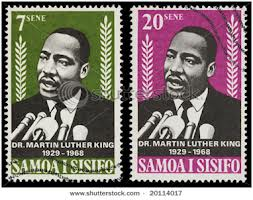 7 SENE
DR. MARTIN LUTHER KING
1929 - 1968
SAMOA I SISIFO
20 SENE
DR. MARTIN LUTHER KING
1929 - 1968
SAMOA I SISIFO
shutterstock
www.shutterstock.com · 20114017